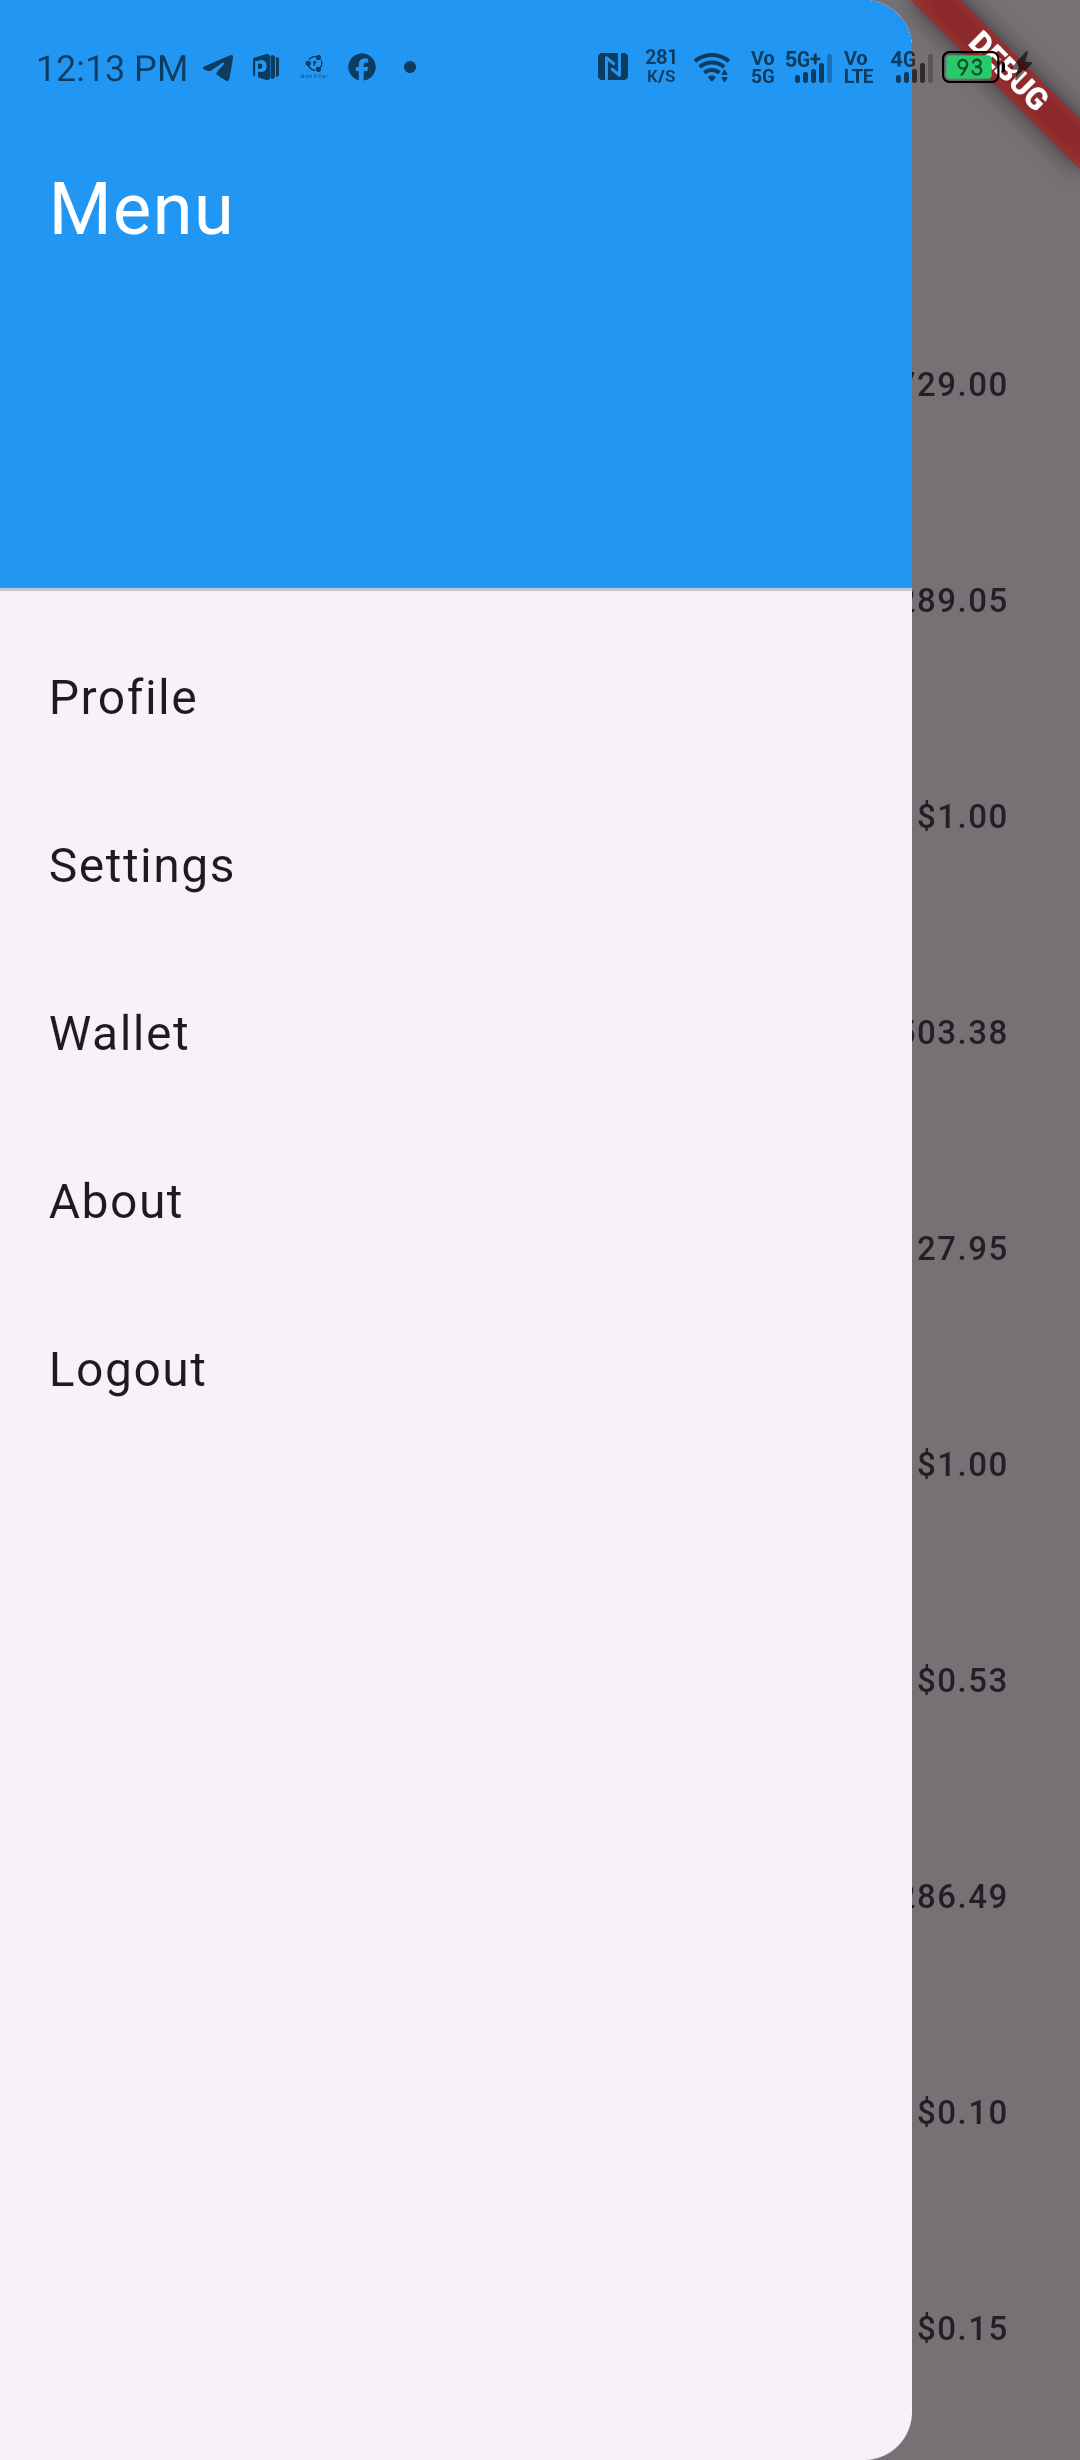 12:13 PM 281 K/S Vo 5G 5G+ Vo LTE 4G 93
DEBUG
Menu
29.00
89.05
Profile
$1.00
Settings
03.38
Wallet
About
27.95
Logout
$1.00
$0.53
86.49
$0.10
$0.15